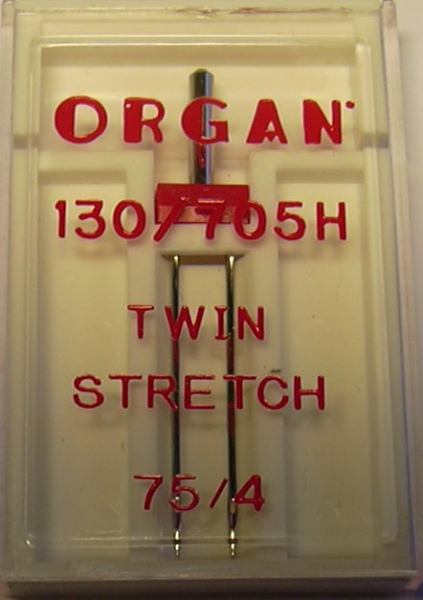 ORGAN
130/705H
TWIN
STRETCH
75/4